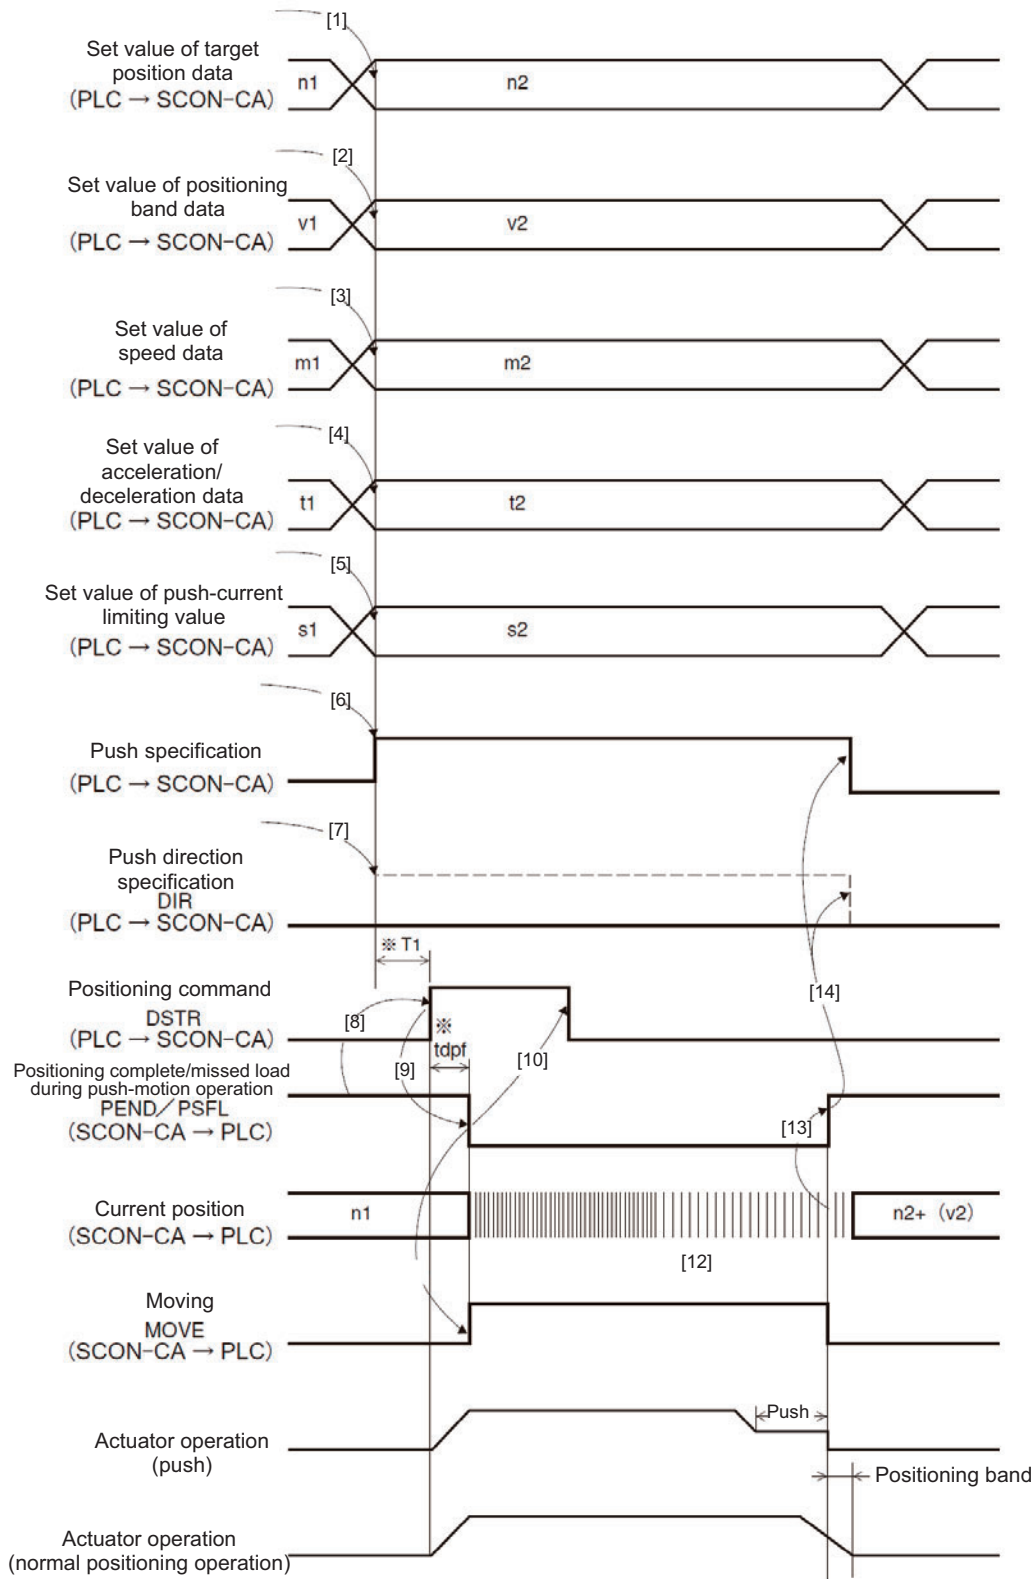 [1]
Set value of target
position data
(PLC → SCON-CA)
n1
n2
[2]
Set value of positioning
band data
(PLC → SCON-CA)
v1
v2
[3]
Set value of
speed data
(PLC → SCON-CA)
m1
m2
[4]
Set value of
acceleration/
deceleration data
(PLC → SCON-CA)
t1
t2
[5]
Set value of push-current
limiting value
(PLC → SCON-CA)
s1
s2
[6]
Push specification
(PLC → SCON-CA)
[7]
Push direction
specification
DIR
(PLC → SCON-CA)
※ T1
Positioning command
DSTR
(PLC → SCON-CA)
[8]
※
tdpf
[9]
[10]
[14]
Positioning complete/missed load
during push-motion operation
PEND/PSFL
(SCON-CA → PLC)
[13]
Current position
(SCON-CA → PLC)
n1
n2+ (v2)
[12]
Moving
MOVE
(SCON-CA → PLC)
Push
Actuator operation
(push)
Positioning band
Actuator operation
(normal positioning operation)